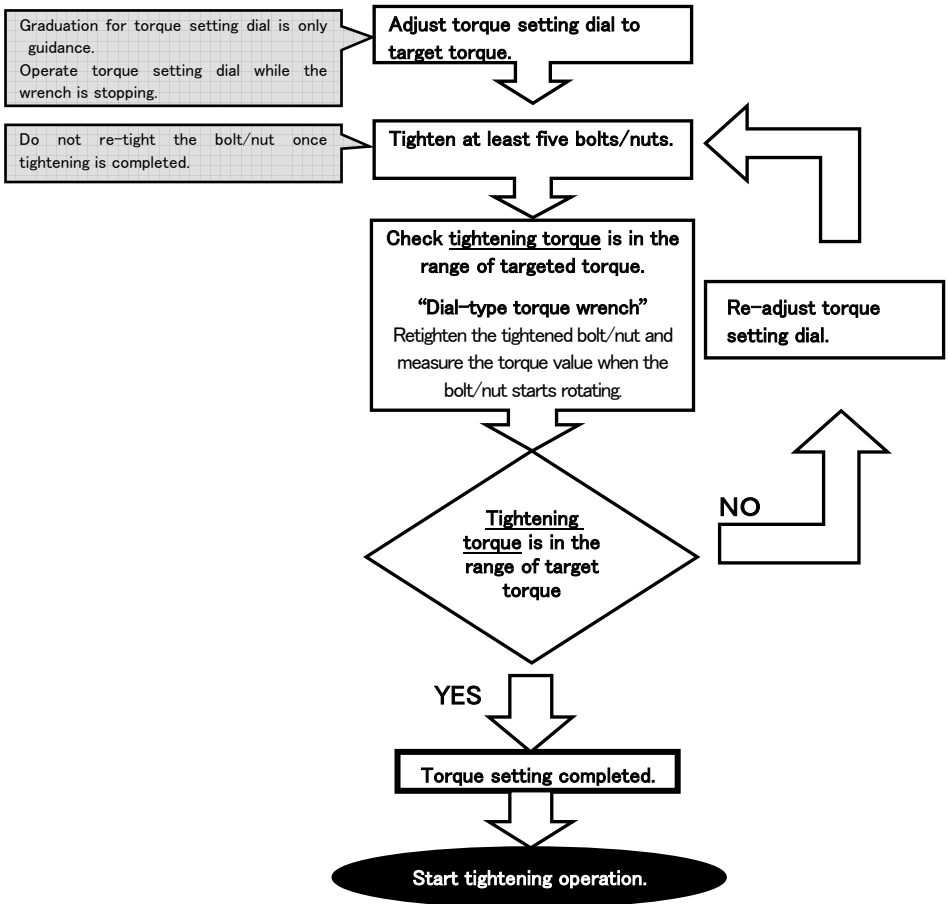 Graduation for torque setting dial is only
guidance.
Operate torque setting dial while the
wrench is stopping.
Adjust torque setting dial to
target torque.
Do not re-tight the bolt/nut once
tightening is completed.
Tighten at least five bolts/nuts.
Check tightening torque is in the
range of targeted torque.
“Dial-type torque wrench”
Retighten the tightened bolt/nut and
measure the torque value when the
bolt/nut starts rotating.
Re-adjust torque
setting dial.
NO
Tightening
torque is in the
range of target
torque
YES
Torque setting completed.
Start tightening operation.